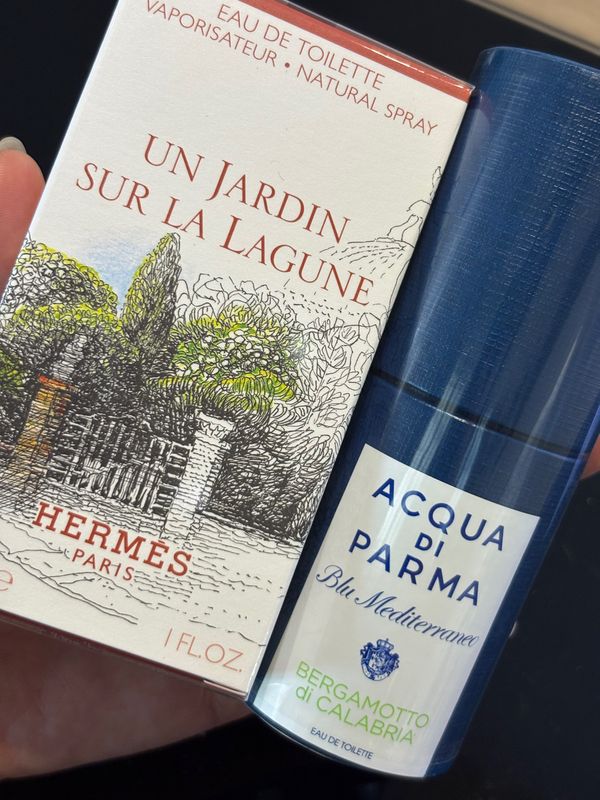 EAU DE TOILETTE
VAPORISATEUR • NATURAL SPRAY
UN JARDIN
SUR LA LAGUNE
HERMÈS
PARIS
1 FL.OZ.
ACQUA
DI
PARMA
Blu Mediterraneo
BERGAMOTTO
di CALABRIA
EAU DE TOILETTE